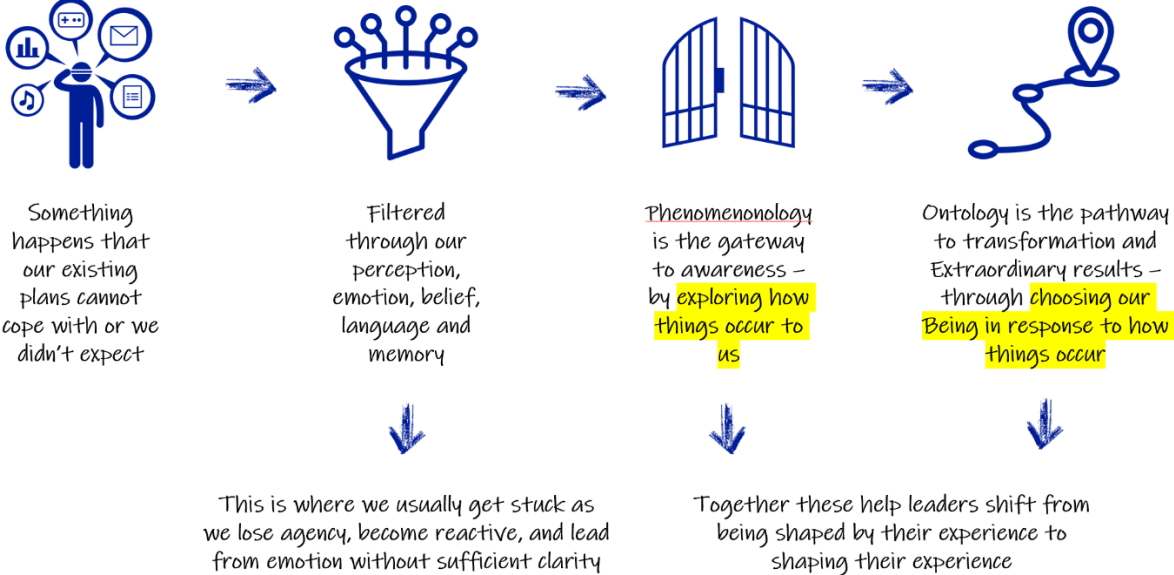 Something
happens that
our existing
plans cannot
cope with or we
didn't expect
Filtered
through our
perception,
emotion, belief,
language and
memory
Phenomenonology
is the gateway
to awareness –
by exploring how
things occur to
us
Ontology is the pathway
to transformation and
Extraordinary results –
through choosing our
Being in response to how
things occur
This is where we usually get stuck as
we lose agency, become reactive, and lead
from emotion without sufficient clarity
Together these help leaders shift from
being shaped by their experience to
shaping their experience